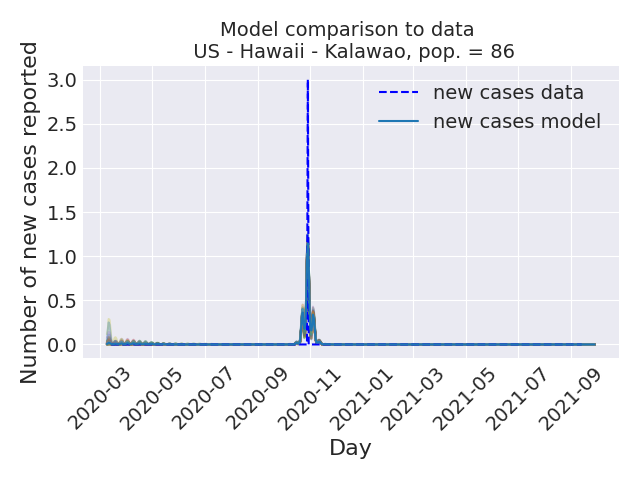 Model comparison to data
US - Hawaii - Kalawao, pop. = 86
Number of new cases reported
3.0
2.5
2.0
1.5
1.0
0.5
0.0
new cases data
new cases model
2020-03
2020-05
2020-07
2020-09
2020-11
2021-01
2021-03
2021-05
2021-07
2021-09
Day